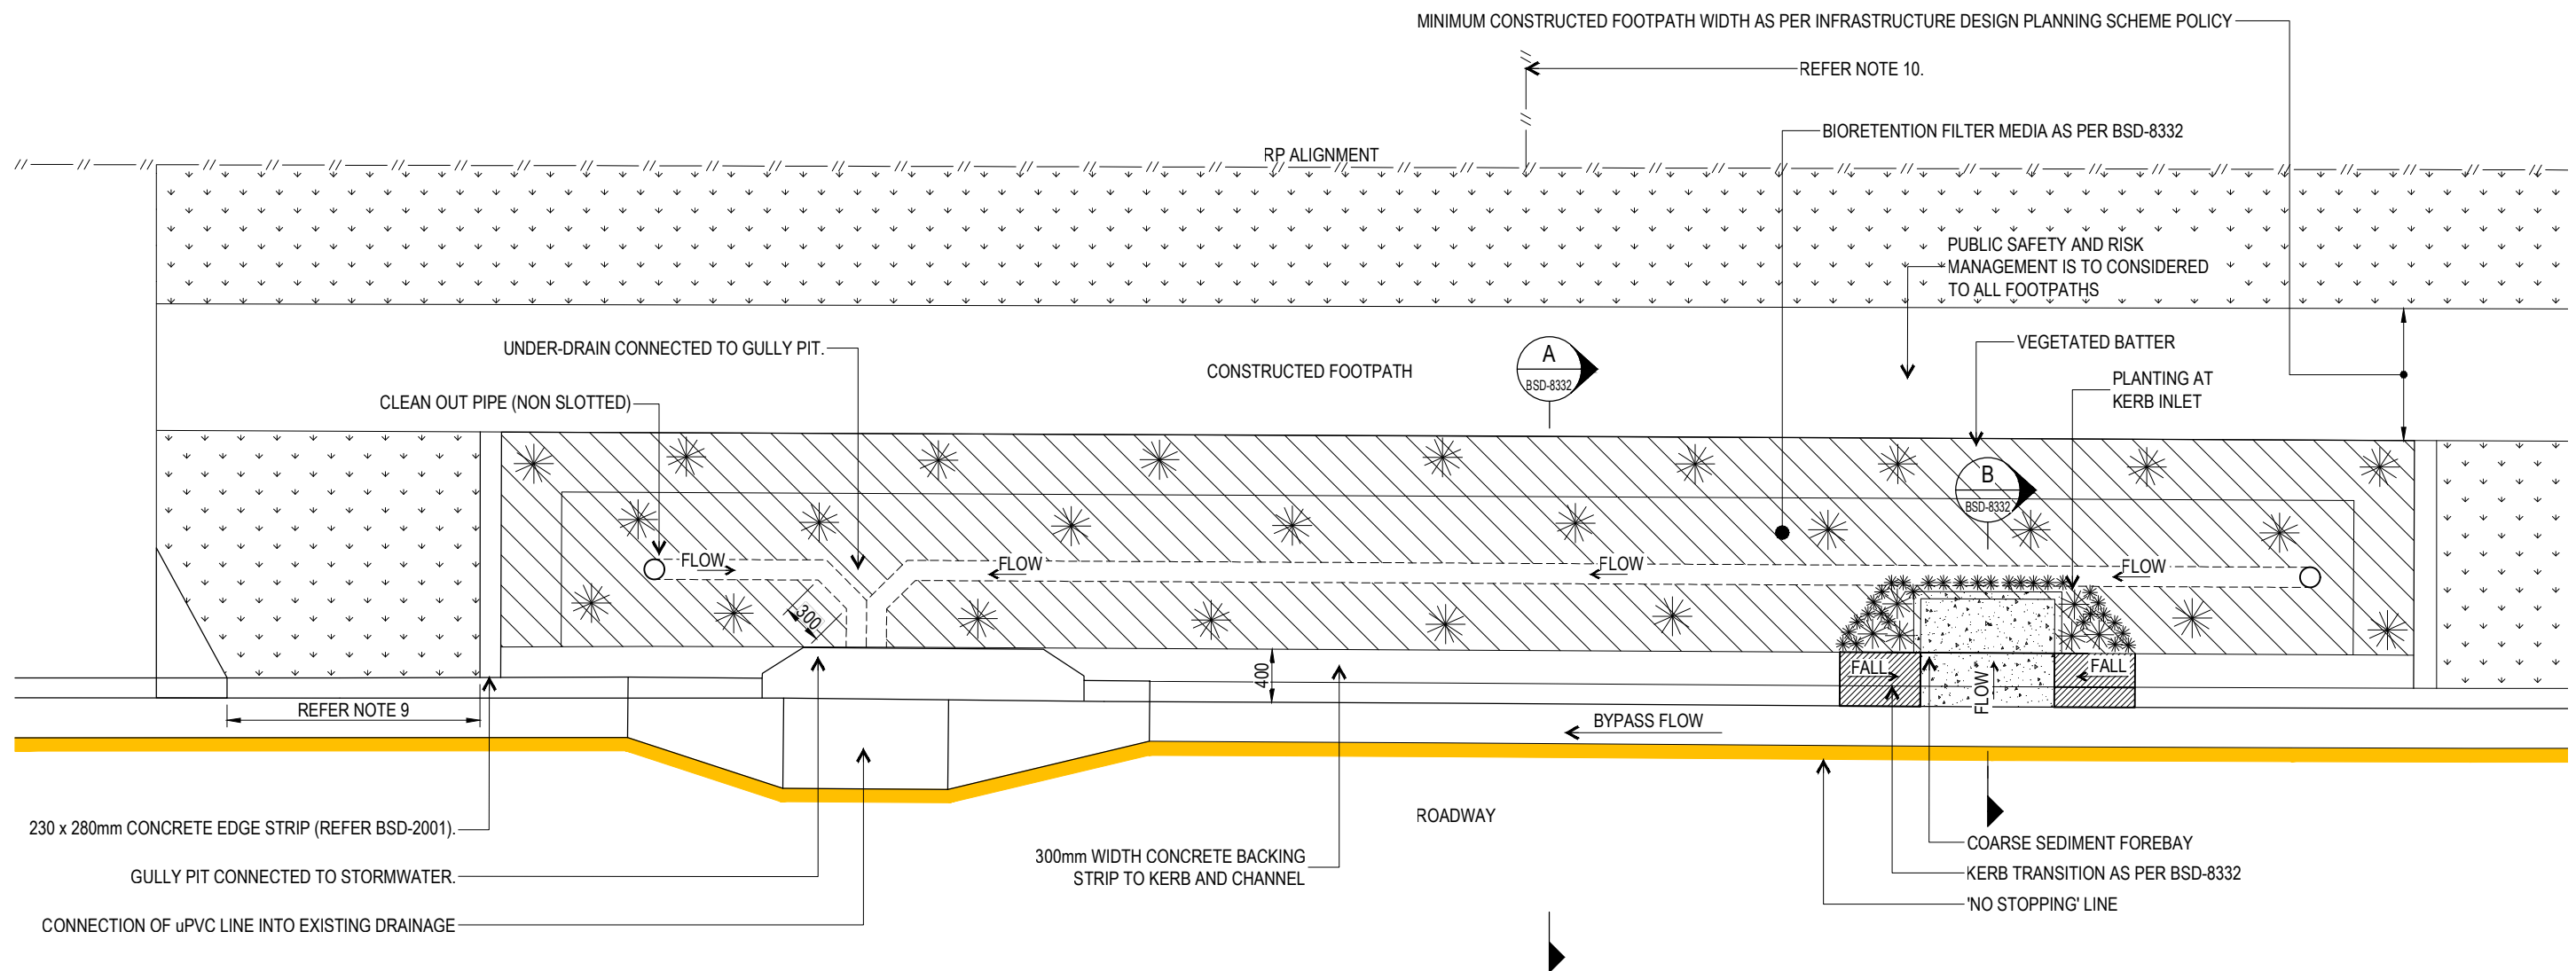 MINIMUM CONSTRUCTED FOOTPATH WIDTH AS PER INFRASTRUCTURE DESIGN PLANNING SCHEME POLICY
REFER NOTE 10.
BIORETENTION FILTER MEDIA AS PER BSD-8332
RP ALIGNMENT
PUBLIC SAFETY AND RISK
MANAGEMENT IS TO CONSIDERED
TO ALL FOOTPATHS
UNDER-DRAIN CONNECTED TO GULLY PIT.
CONSTRUCTED FOOTPATH
A
BSD-8332
VEGETATED BATTER
CLEAN OUT PIPE (NON SLOTTED)
PLANTING AT
KERB INLET
B
BSD-8332
FLOW
FLOW
FLOW
FLOW
300
400
FALL
FLOW
FALL
REFER NOTE 9
BYPASS FLOW
ROADWAY
230 x 280mm CONCRETE EDGE STRIP (REFER BSD-2001).
GULLY PIT CONNECTED TO STORMWATER.
CONNECTION OF uPVC LINE INTO EXISTING DRAINAGE
300mm WIDTH CONCRETE BACKING
STRIP TO KERB AND CHANNEL
COARSE SEDIMENT FOREBAY
KERB TRANSITION AS PER BSD-8332
'NO STOPPING' LINE